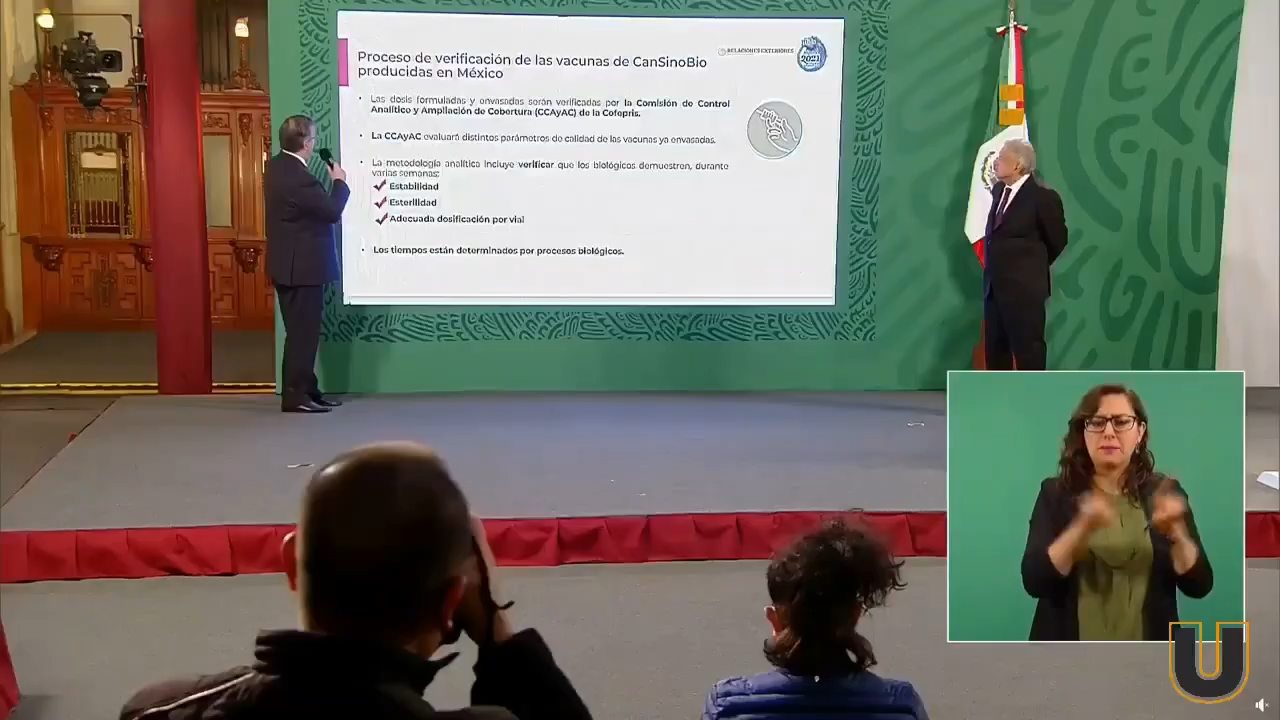 Proceso de verificación de las vacunas de CanSinoBio
producidas en México
RELACIONES EXTERIORES
2021
• Las dosis formuladas y envasadas serán verificadas por la Comisión de Control
Analítico y Ampliación de Cobertura (CCAyAC) de la Cofepris.
• La CCAyAC evaluará distintos parámetros de calidad de las vacunas ya envasadas.
• La metodología analítica incluye verificar que los biológicos demuestren, durante
varias semanas:
Estabilidad
Esterilidad
Adecuada dosificación por vial
• Los tiempos están determinados por procesos biológicos.
U